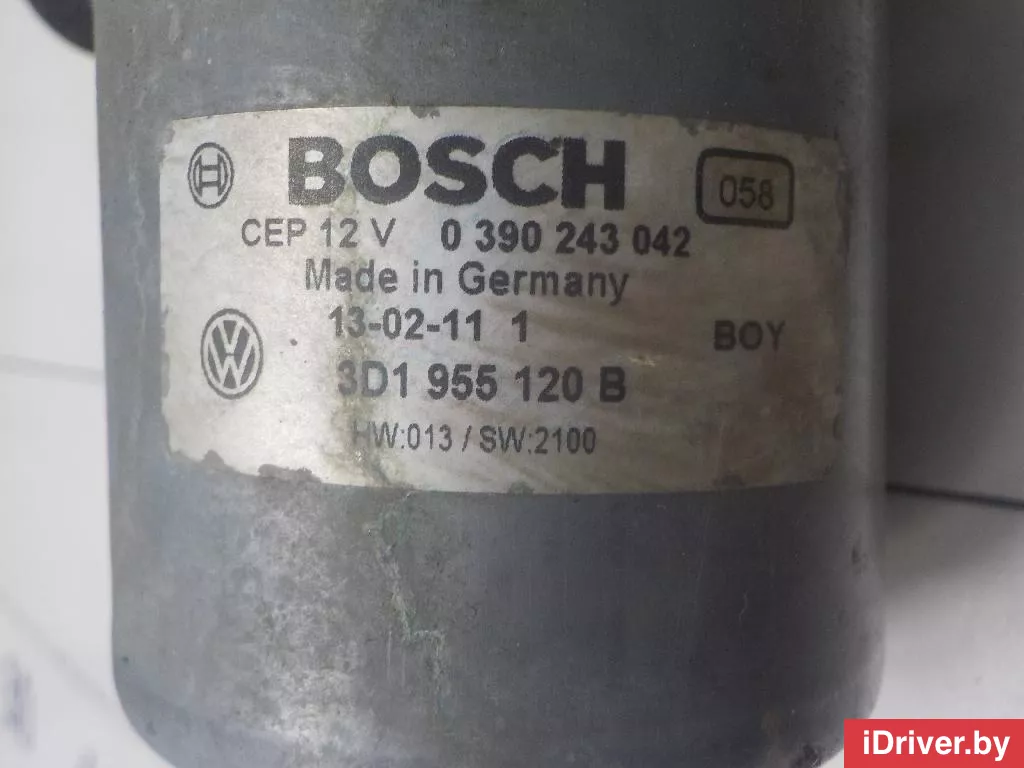 BOSCH 058
CEP 12 V 0 390 243 042
Made in Germany
13-02-11 1 BOY
3D1 955 120 B
HW:013 / SW:2100
iDriver.by